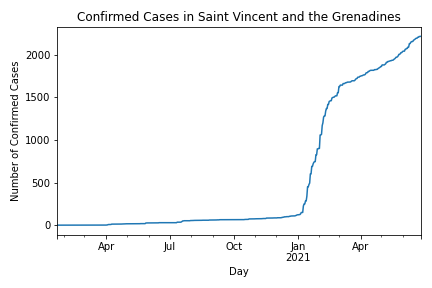 Confirmed Cases in Saint Vincent and the Grenadines
Number of Confirmed Cases
2000
1500
1000
500
0
Apr Jul Oct Jan Apr
2021
Day